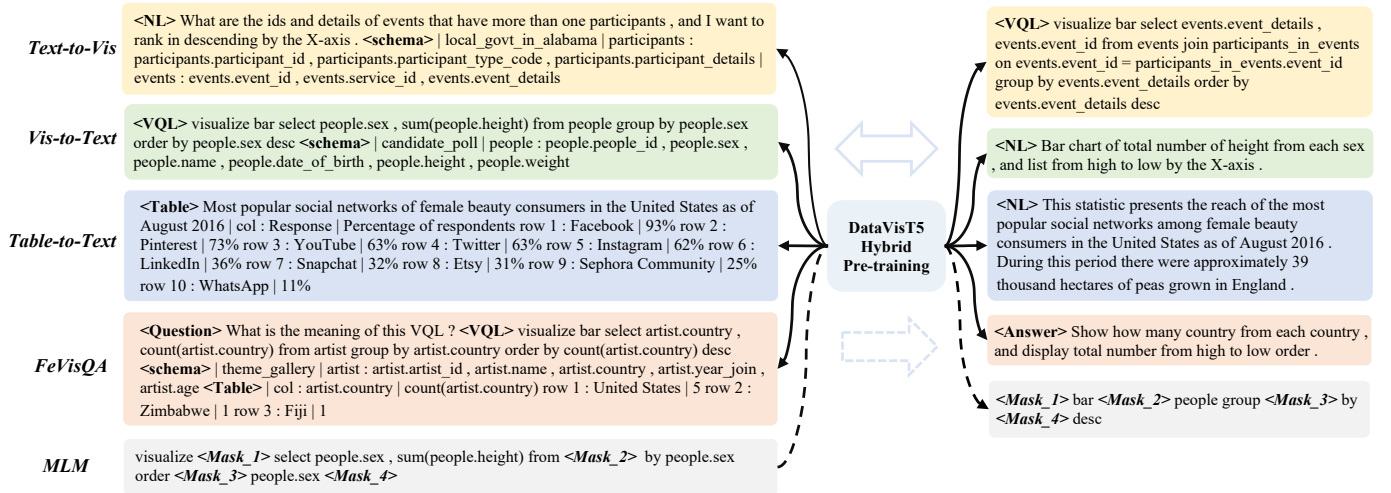 Text-to-Vis
<NL> What are the ids and details of events that have more than one participants , and I want to
rank in descending by the X-axis . <schema> | local_govt_in_alabama | participants :
participants.participant_id , participants.participant_type_code , participants.participant_details |
events : events.event_id , events.service_id , events.event_details
Vis-to-Text
<VQL> visualize bar select people.sex , sum(people.height) from people group by people.sex
order by people.sex desc <schema> | candidate_poll | people : people.people_id , people.sex ,
people.name , people.date_of_birth , people.height , people.weight
Table-to-Text
<Table> Most popular social networks of female beauty consumers in the United States as of
August 2016 | col : Response | Percentage of respondents row 1 : Facebook | 93% row 2 :
Pinterest | 73% row 3 : YouTube | 63% row 4 : Twitter | 63% row 5 : Instagram | 62% row 6 :
LinkedIn | 36% row 7 : Snapchat | 32% row 8 : Etsy | 31% row 9 : Sephora Community | 25%
row 10 : WhatsApp | 11%
FeVisQA
<Question> What is the meaning of this VQL ? <VQL> visualize bar select artist.country ,
count(artist.country) from artist group by artist.country order by count(artist.country) desc
<schema> | theme_gallery | artist : artist.artist_id , artist.name , artist.country , artist.year_join ,
artist.age <Table> | col : artist.country | count(artist.country) row 1 : United States | 5 row 2 :
Zimbabwe | 1 row 3 : Fiji | 1
MLM
visualize <Mask_1> select people.sex , sum(people.height) from <Mask_2> by people.sex
order <Mask_3> people.sex <Mask_4>
DataVisT5
Hybrid
Pre-training
<VQL> visualize bar select events.event_details ,
events.event_id from events join participants_in_events
on events.event_id = participants_in_events.event_id
group by events.event_details order by
events.event_details desc
<NL> Bar chart of total number of height from each sex
, and list from high to low by the X-axis .
<NL> This statistic presents the reach of the most
popular social networks among female beauty
consumers in the United States as of August 2016 .
During this period there were approximately 39
thousand hectares of peas grown in England .
<Answer> Show how many country from each country ,
and display total number from high to low order .
<Mask_1> bar <Mask_2> people group <Mask_3> by
<Mask_4> desc